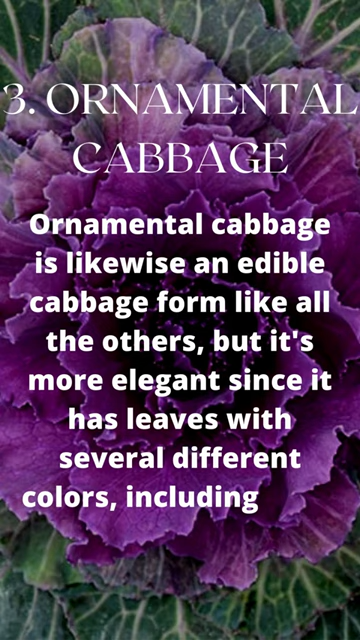 3. ORNAMENTAL
CABBAGE
Ornamental cabbage
is likewise an edible
cabbage form like all
the others, but it's
more elegant since it
has leaves with
several different
colors, including